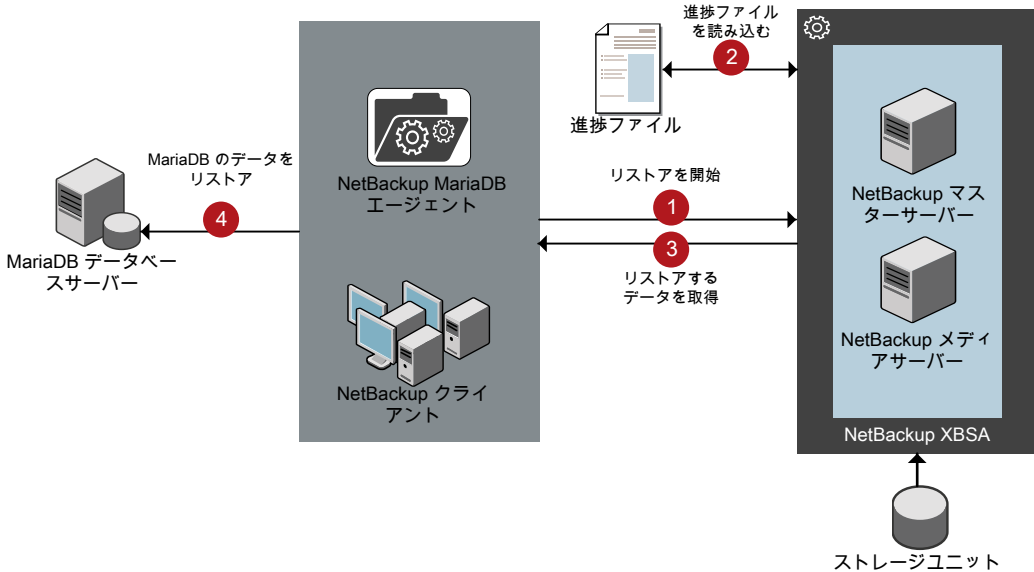 進捗ファイル
を読み込む
2
進捗ファイル
MariaDB のデータを
リストア
4
MariaDB データベー
スサーバー
NetBackup MariaDB
エージェント
NetBackup クライ
アント
リストアを開始
1
3
リストアする
データを取得
NetBackup マス
ターサーバー
NetBackup メディ
アサーバー
NetBackup XBSA
ストレージユニット